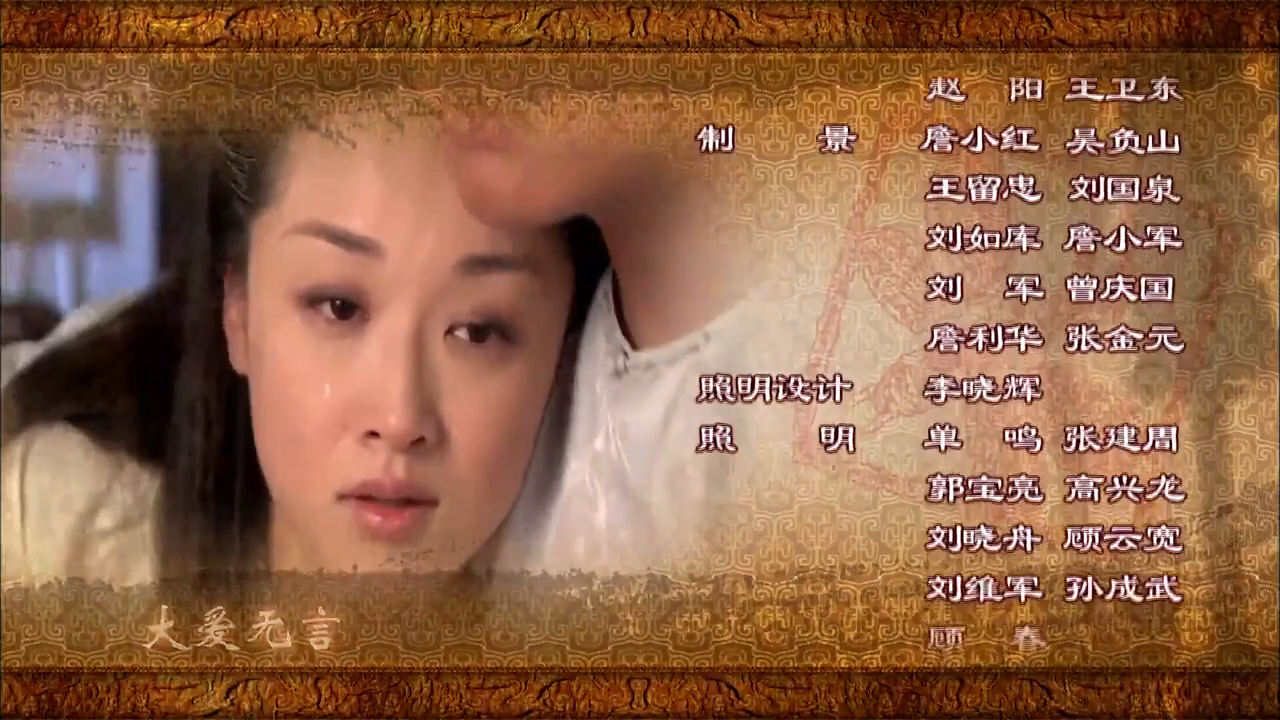 赵 阳 王卫东
制 景 詹小红 吴负山
王留忠 刘国泉
刘如库 詹小军
刘 军 曾庆国
詹利华 张金元
照明设计 李晓辉
照 明 单 鸣 张建周
郭宝亮 高兴龙
刘晓舟 顾云宽
刘维军 孙成武
顾 春
大爱无言